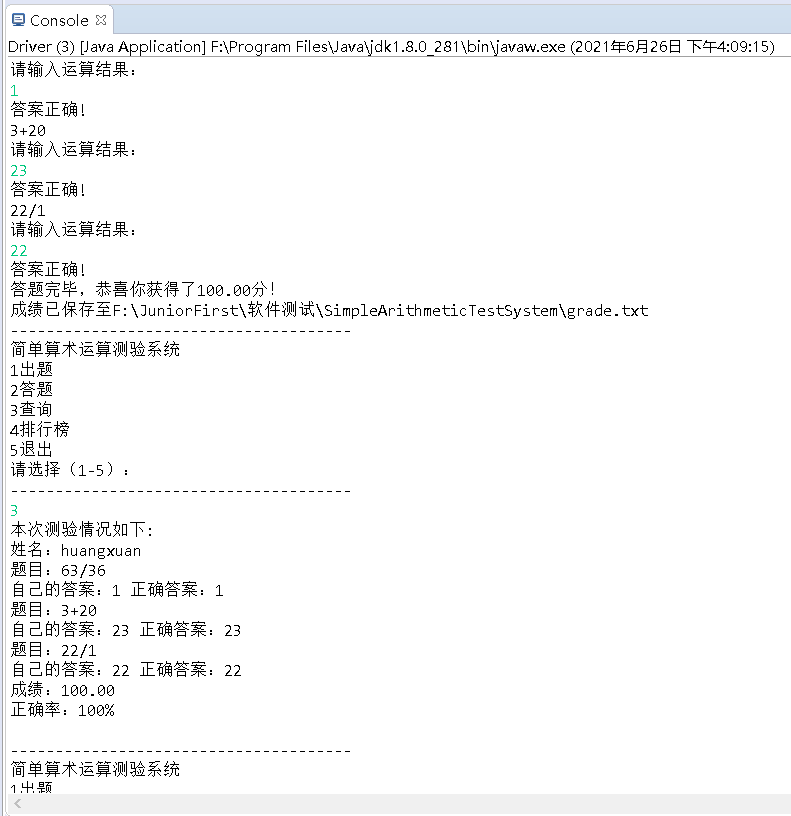 Console
Driver (3) [Java Application] F:\Program Files\Java\jdk1.8.0_281\bin\javaw.exe (2021年6月26日 下午4:09:15)
请输入运算结果：
1
答案正确！
3+20
请输入运算结果：
23
答案正确！
22/1
请输入运算结果：
22
答案正确！
答题完毕，恭喜你获得了100.00分！
成绩已保存至F:\JuniorFirst\软件测试\SimpleArithmeticTestSystem\grade.txt
--------------------------------------
简单算术运算测验系统
1出题
2答题
3查询
4排行榜
5退出
请选择（1-5）：
--------------------------------------
3
本次测验情况如下:
姓名：huangxuan
题目：63/36
自己的答案：1 正确答案：1
题目：3+20
自己的答案：23 正确答案：23
题目：22/1
自己的答案：22 正确答案：22
成绩：100.00
正确率：100%
--------------------------------------
简单算术运算测验系统
1出题